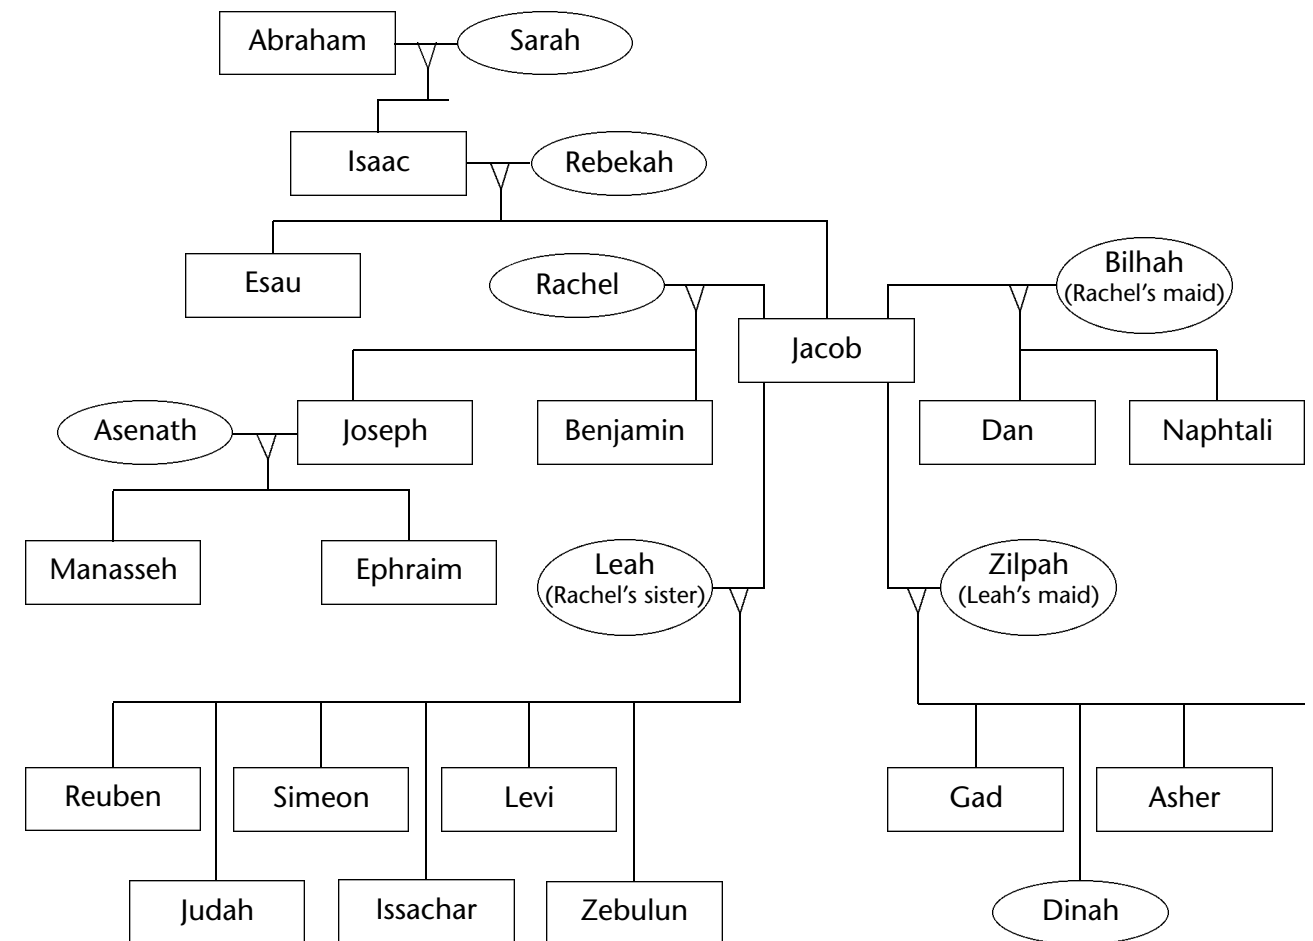 Abraham
Sarah
Isaac
Rebekah
Esau
Rachel
Bilhah
(Rachel's maid)
Jacob
Asenath
Joseph
Benjamin
Dan
Naphtali
Manasseh
Ephraim
Leah
(Rachel's sister)
Zilpah
(Leah's maid)
Reuben
Simeon
Levi
Gad
Asher
Judah
Issachar
Zebulun
Dinah